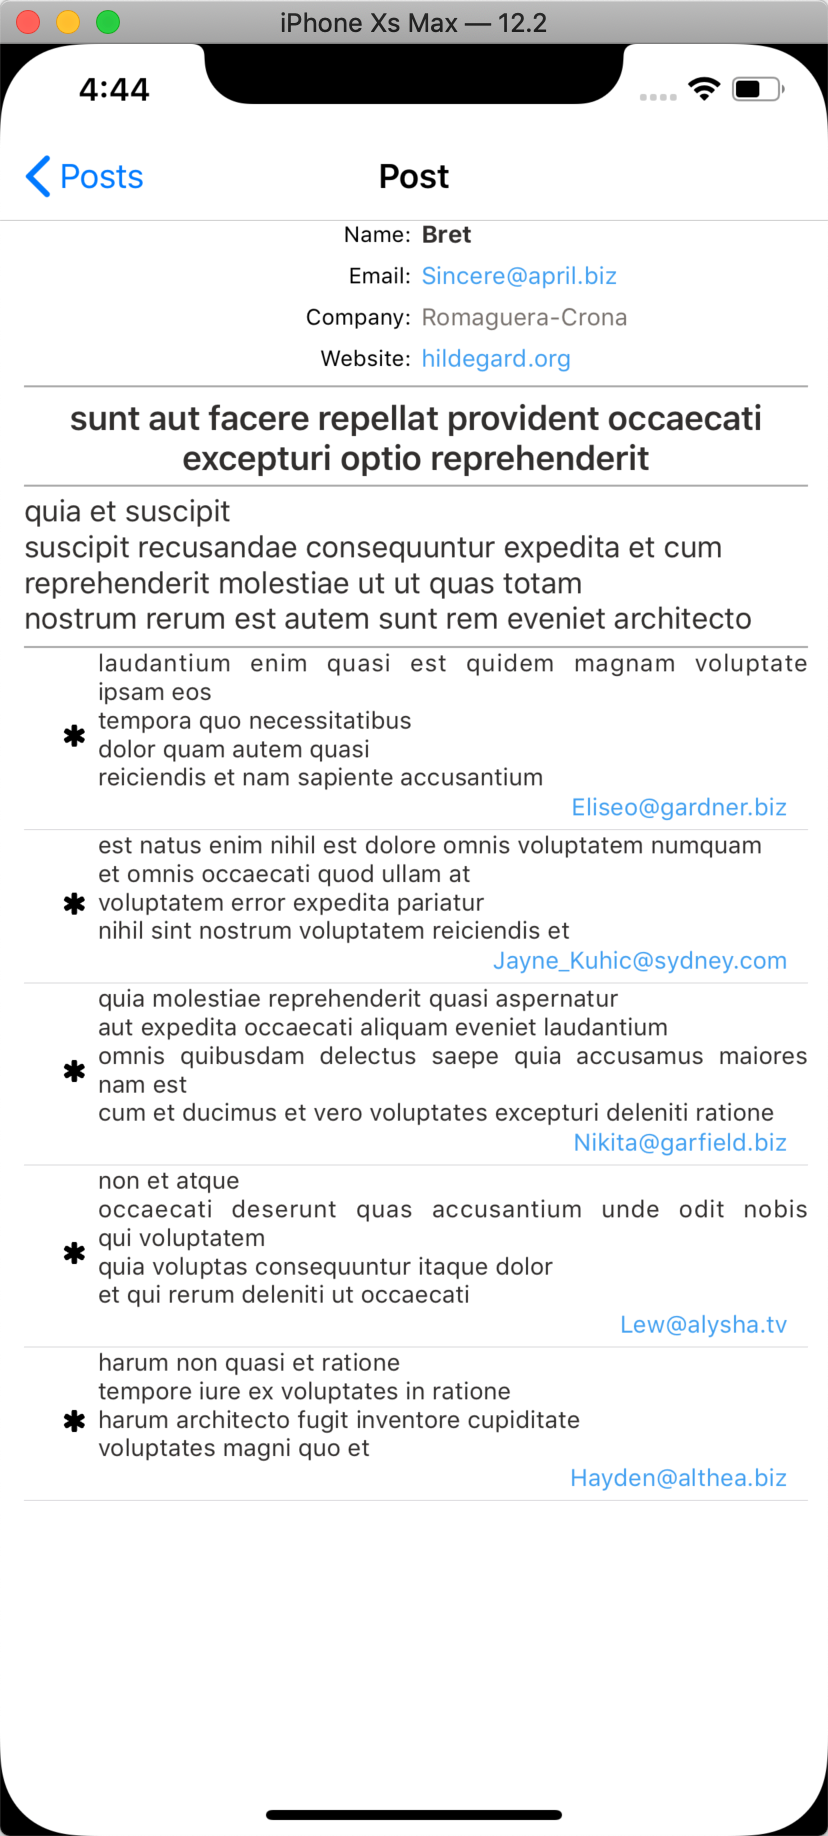 iPhone Xs Max — 12.2
4:44
Posts
Post
Name: Bret
Email: Sincere@april.biz
Company: Romaguera-Crona
Website: hildegard.org
sunt aut facere repellat provident occaecati
excepturi optio reprehenderit
quia et suscipit
suscipit recusandae consequuntur expedita et cum
reprehenderit molestiae ut ut quas totam
nostrum rerum est autem sunt rem eveniet architecto
laudantium enim quasi est quidem magnam voluptate
ipsam eos
tempora quo necessitatibus
dolor quam autem quasi
reiciendis et nam sapiente accusantium
Eliseo@gardner.biz
est natus enim nihil est dolore omnis voluptatem numquam
et omnis occaecati quod ullam at
voluptatem error expedita pariatur
nihil sint nostrum voluptatem reiciendis et
Jayne_Kuhic@sydney.com
quia molestiae reprehenderit quasi aspernatur
aut expedita occaecati aliquam eveniet laudantium
omnis quibusdam delectus saepe quia accusamus maiores
nam est
cum et ducimus et vero voluptates excepturi deleniti ratione
Nikita@garfield.biz
non et atque
occaecati deserunt quas accusantium unde odit nobis
qui voluptatem
quia voluptas consequuntur itaque dolor
et qui rerum deleniti ut occaecati
Lew@alysha.tv
harum non quasi et ratione
tempore iure ex voluptates in ratione
harum architecto fugit inventore cupiditate
voluptates magni quo et
Hayden@althea.biz